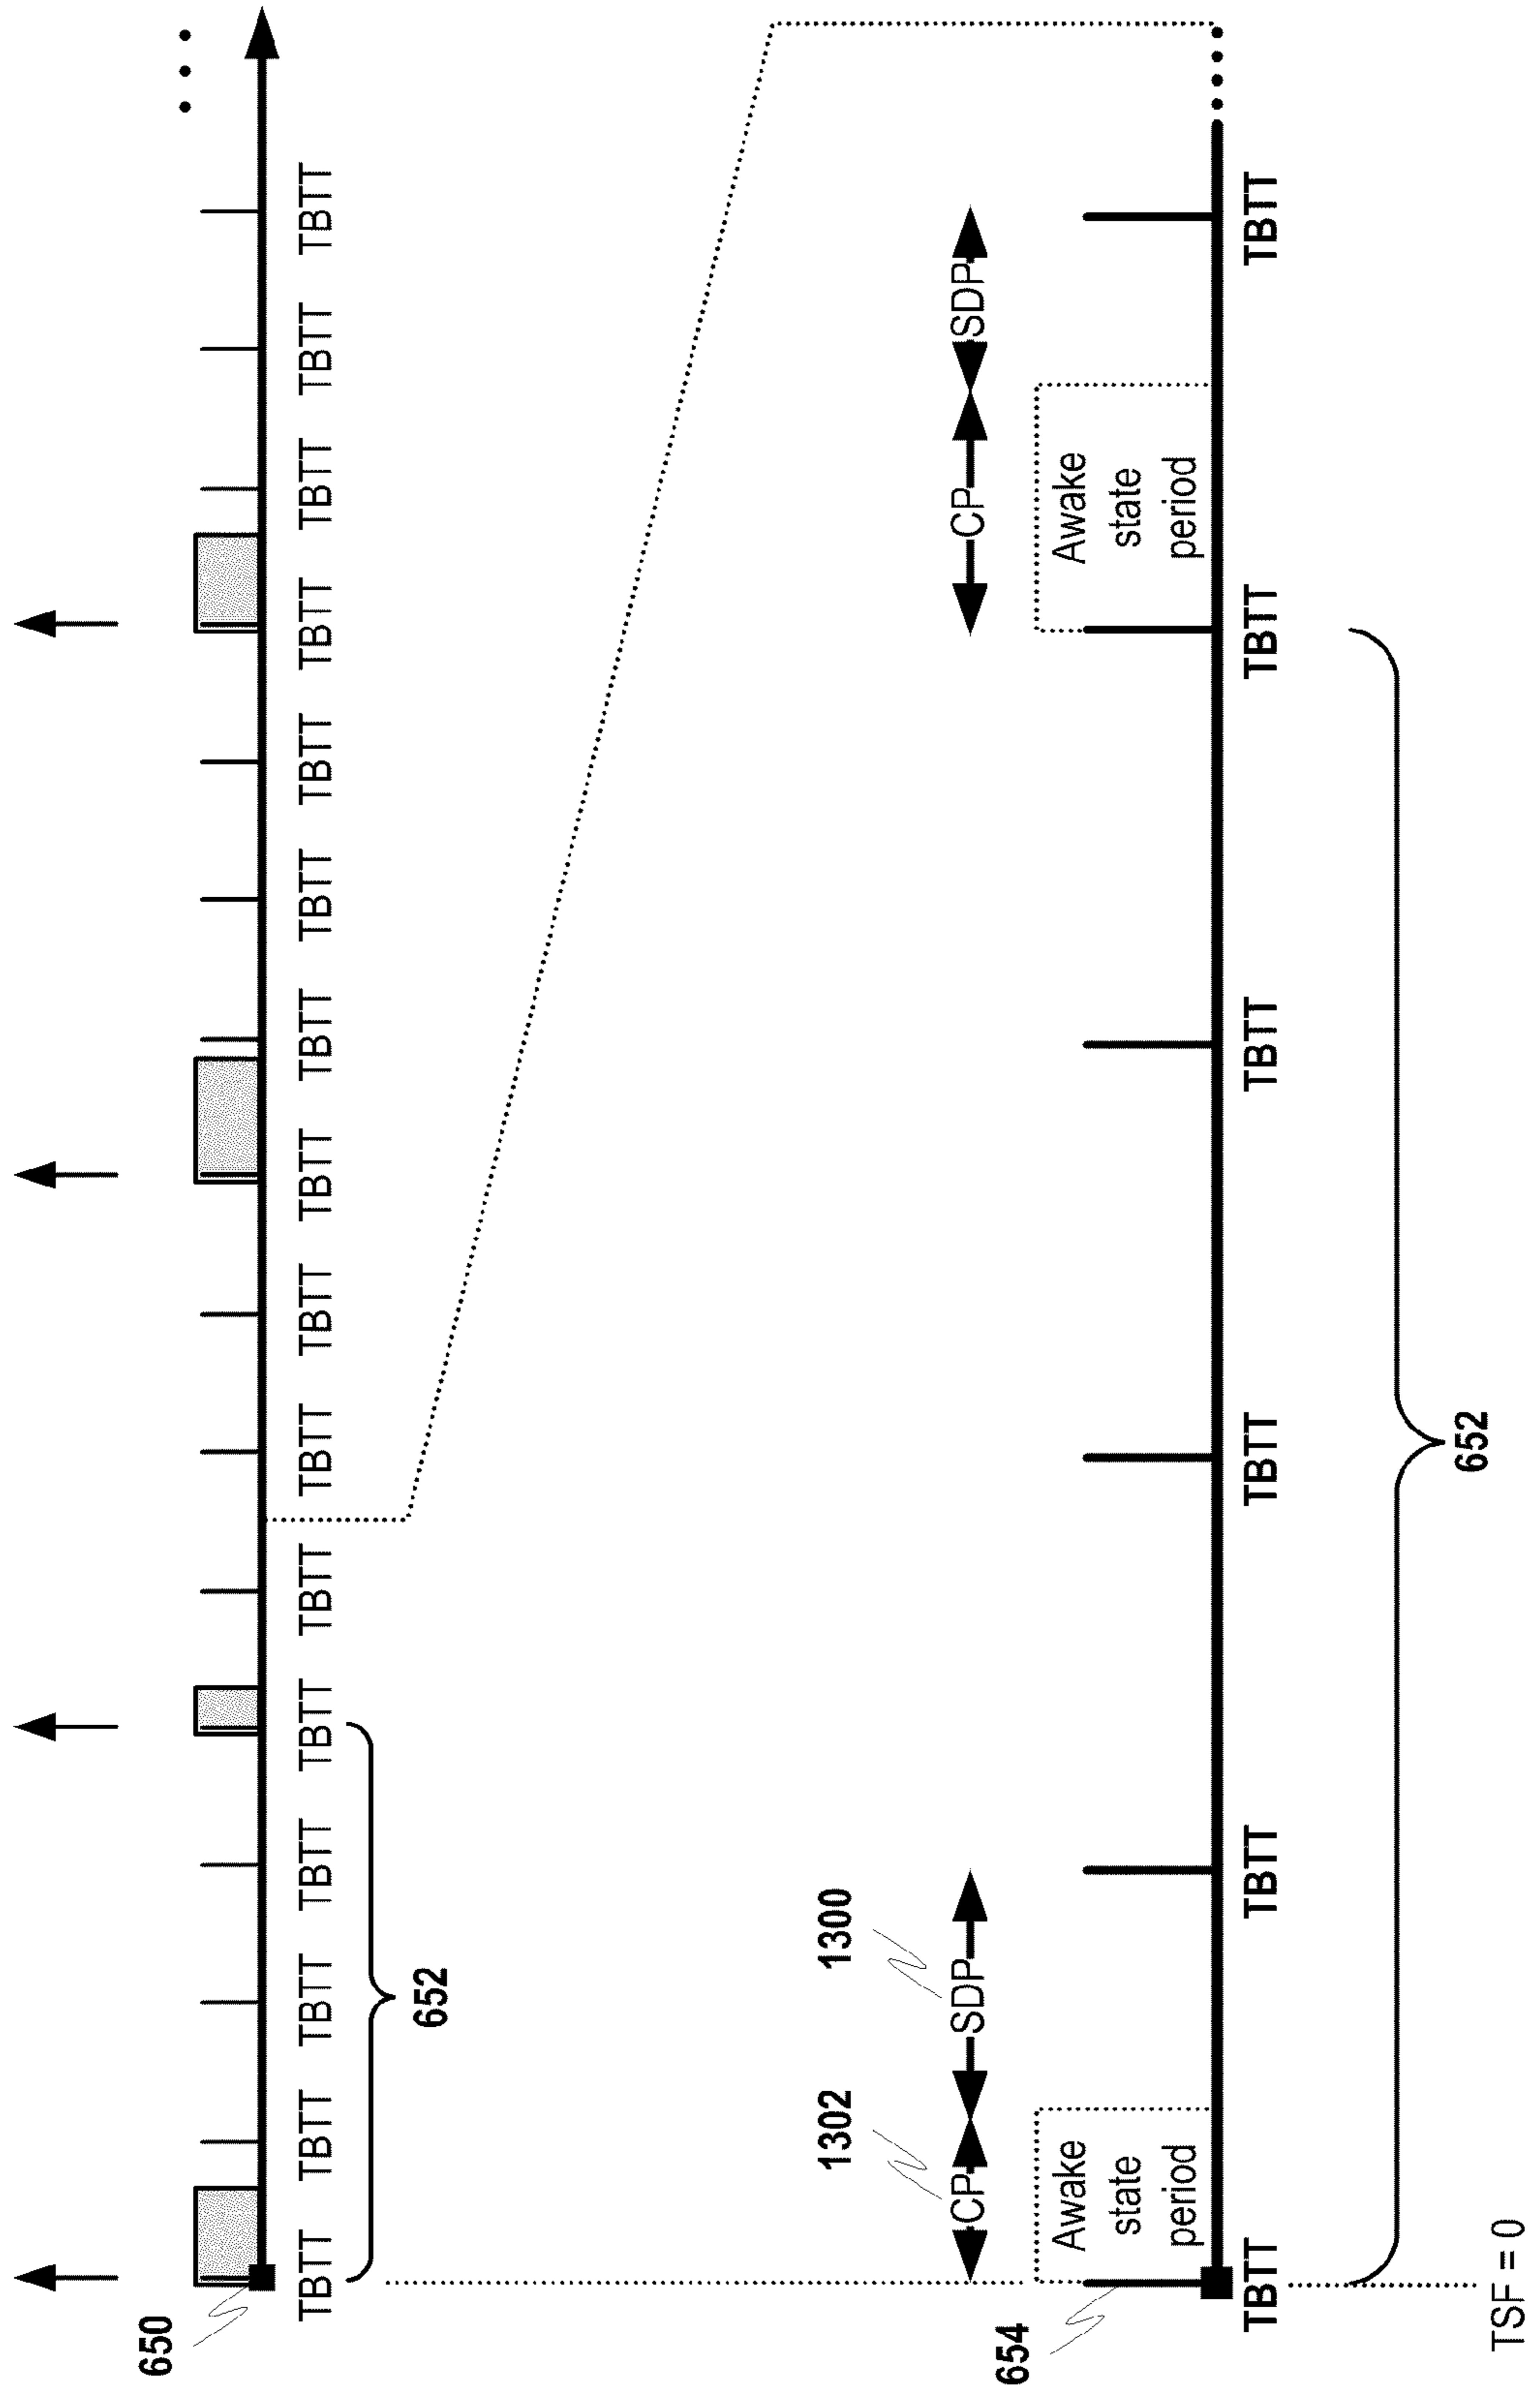 650
TBTT TBTT TBTT TBTT TBTT TBTT TBTT TBTT TBTT TBTT TBTT TBTT TBTT TBTT TBTT TBTT
652
1302 1300
CP SDP CP SDP
654
Awake
state
period
Awake
state
period
TBTT TBTT TBTT TBTT TBTT TBTT
652
TSF = 0